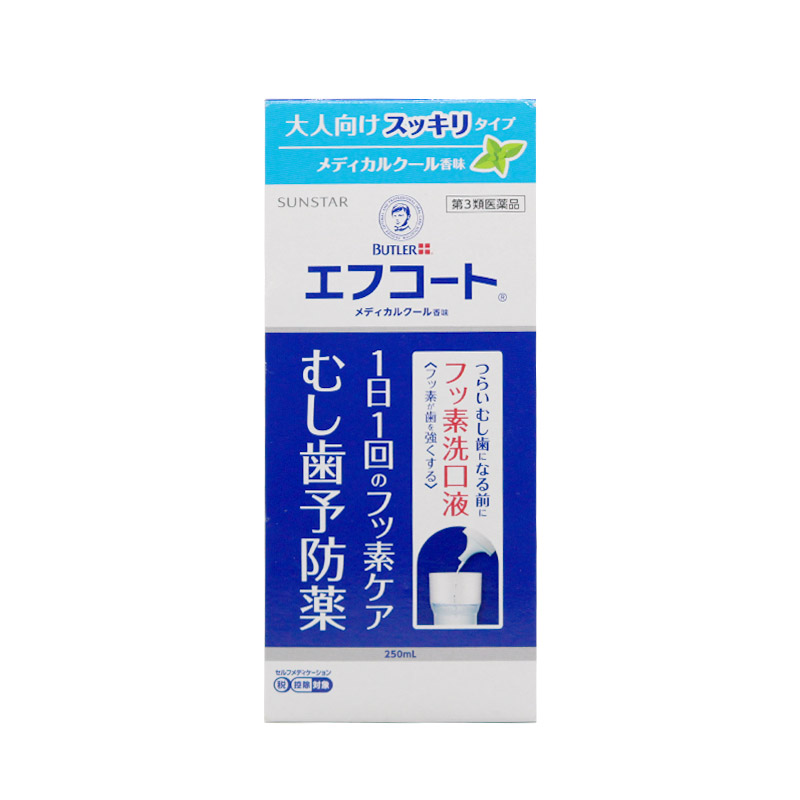 大人向けスッキリタイプ
メディカルクール香味
SUNSTAR
第3類医薬品
BUTLER
エフコート®
メディカルクール香味
つらいむし歯になる前に
フッ素洗口液
〈フッ素が歯を強くする〉
1日1回のフッ素ケア
むし歯予防薬
250mL
セルフメディケーション
税 控除 対象